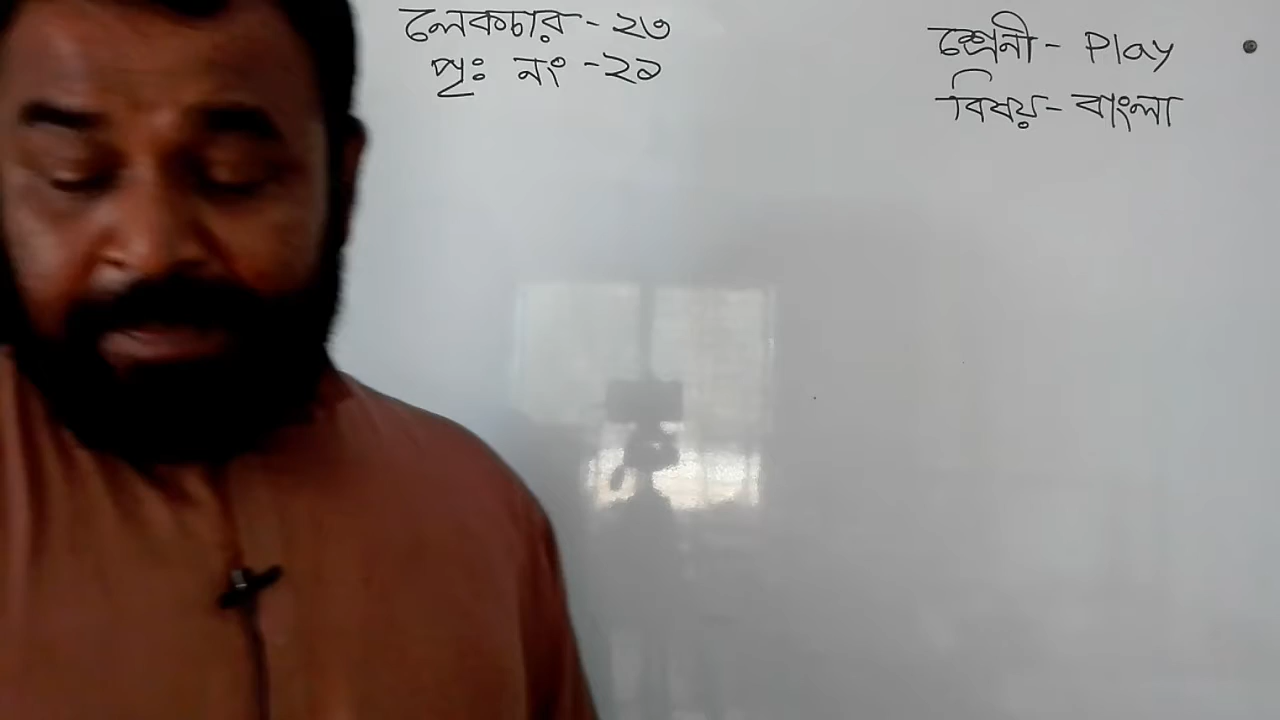 লেকচার - ২৩
পৃঃ নং - ২১
শ্রেনী - Play
বিষয় - বাংলা